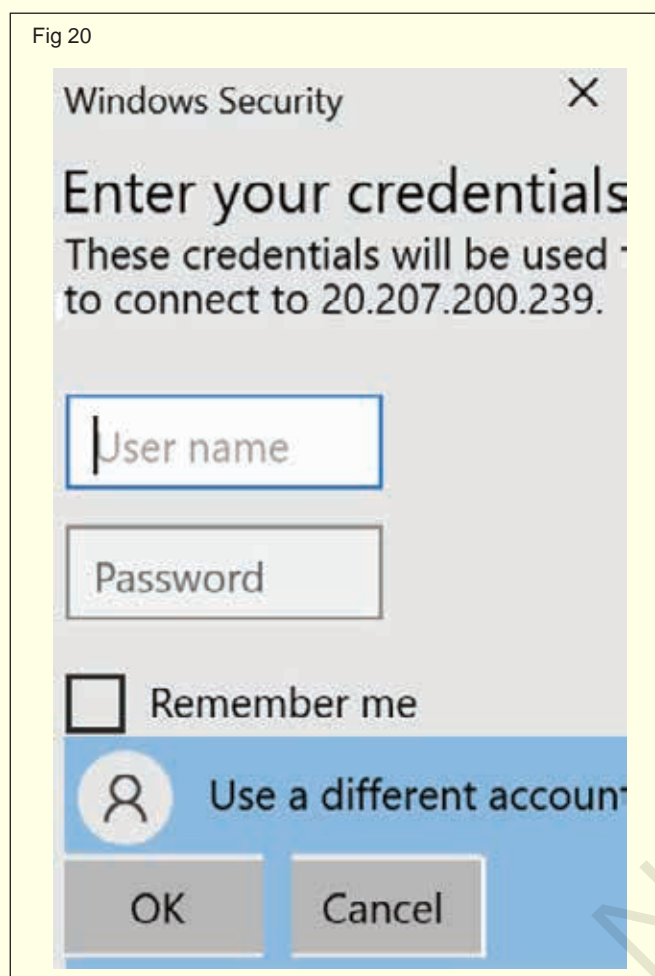 Fig 20
Windows Security
Enter your credentials
These credentials will be used
to connect to 20.207.200.239.
User name
Password
Remember me
Use a different accoun
OK
Cancel